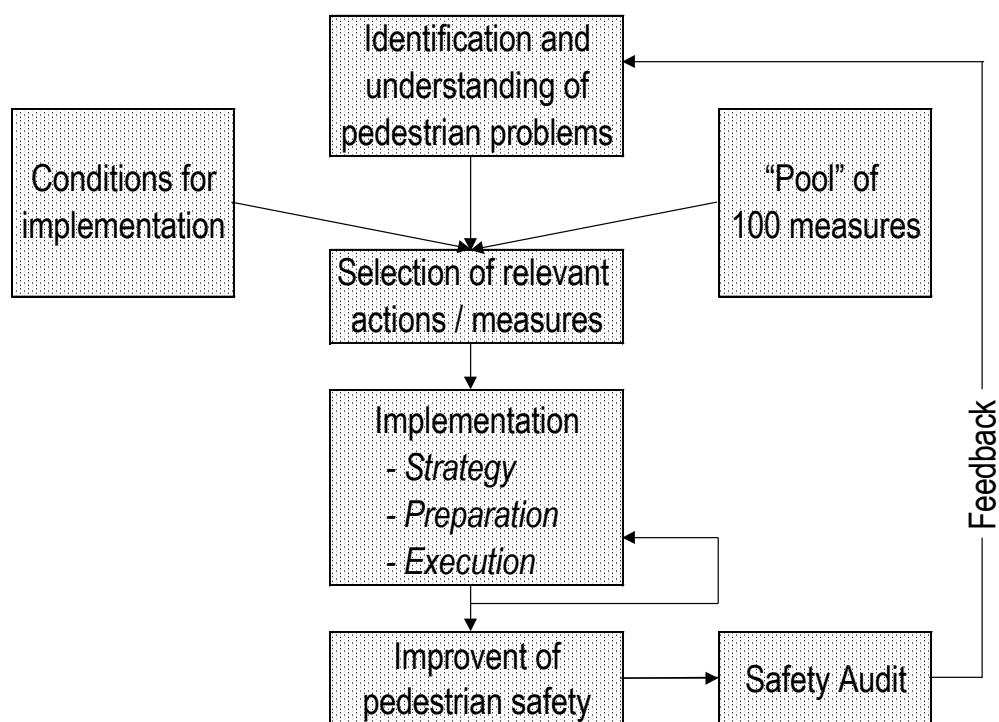 Identification and
understanding of
pedestrian problems
Conditions for
implementation
“Pool” of
100 measures
Selection of relevant
actions / measures
Implementation
- Strategy
- Preparation
- Execution
Feedback
Improvent of
pedestrian safety
Safety Audit